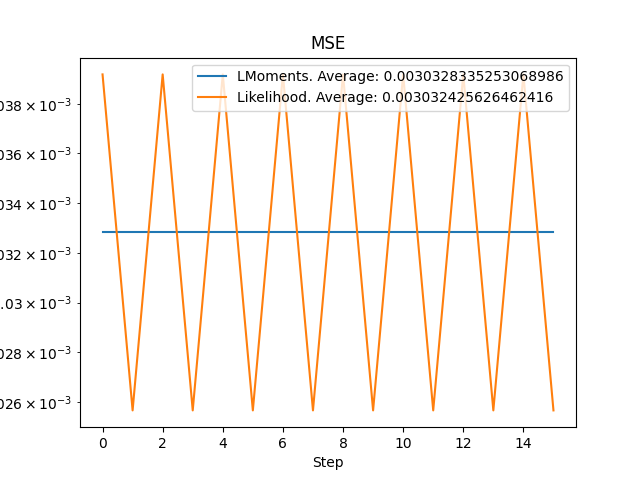 MSE
LMoments. Average: 0.0030328335253068986
Likelihood. Average: 0.003032425626462416
038 × 10⁻³
036 × 10⁻³
034 × 10⁻³
032 × 10⁻³
.03 × 10⁻³
028 × 10⁻³
026 × 10⁻³
0 2 4 6 8 10 12 14
Step